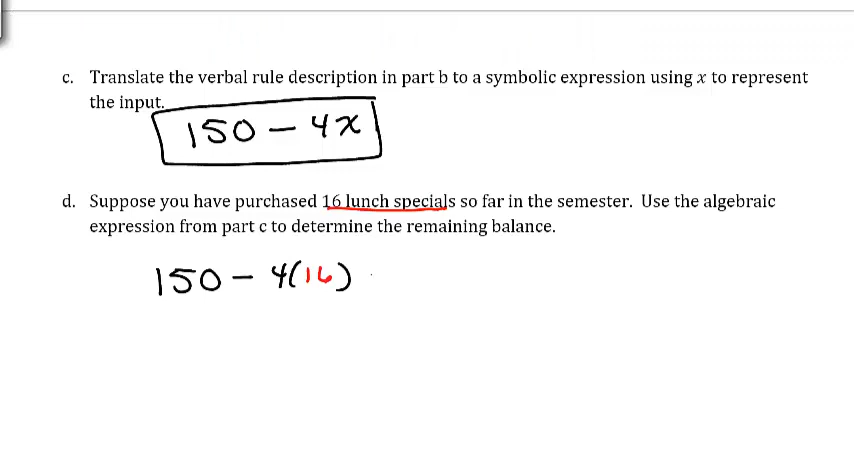 c. Translate the verbal rule description in part b to a symbolic expression using x to represent
the input.
150 − 4x
d. Suppose you have purchased 16 lunch specials so far in the semester. Use the algebraic
expression from part c to determine the remaining balance.
150 − 4(16)